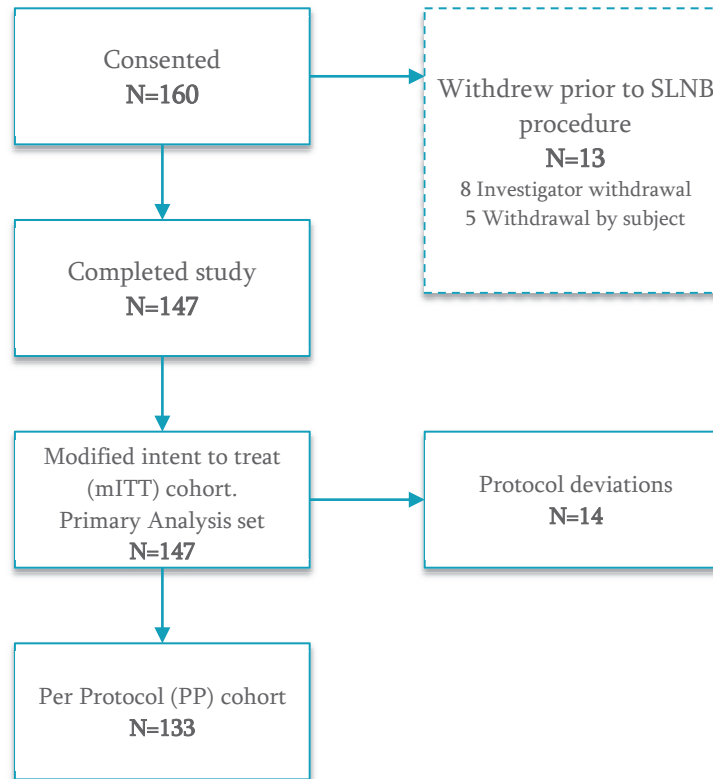 Consented
N=160
Withdrew prior to SLNB
procedure
N=13
8 Investigator withdrawal
5 Withdrawal by subject
Completed study
N=147
Modified intent to treat
(mITT) cohort.
Primary Analysis set
N=147
Protocol deviations
N=14
Per Protocol (PP) cohort
N=133